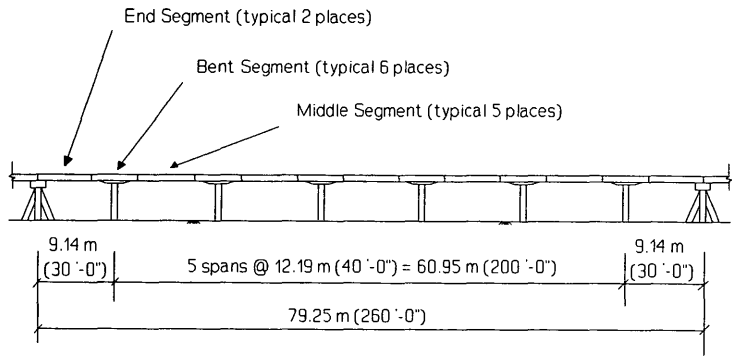 End Segment (typical 2 places)
Bent Segment (typical 6 places)
Middle Segment (typical 5 places)
9.14 m
(30 '-0")
5 spans @ 12.19 m (40 '-0") = 60.95 m (200 '-0")
9.14 m
(30 '-0")
79.25 m (260 '-0")